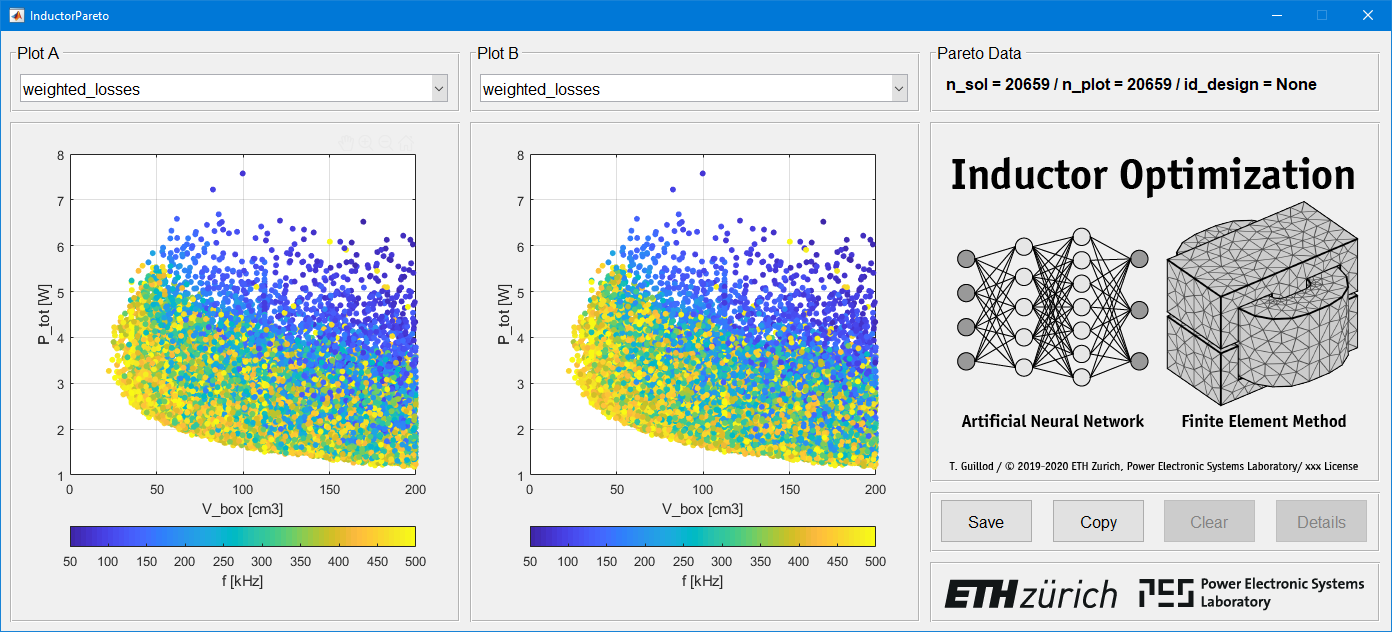 InductorPareto
Plot A
weighted_losses
Plot B
weighted_losses
Pareto Data
n_sol = 20659 / n_plot = 20659 / id_design = None
8
7
6
5
4
3
2
1
P_tot [W]
0 50 100 150 200
V_box [cm3]
50 100 150 200 250 300 350 400 450 500
f [kHz]
8
7
6
5
4
3
2
1
P_tot [W]
0 50 100 150 200
V_box [cm3]
50 100 150 200 250 300 350 400 450 500
f [kHz]
Inductor Optimization
Artificial Neural Network
Finite Element Method
T. Guillod / © 2019-2020 ETH Zurich, Power Electronic Systems Laboratory/ xxx License
Save
Copy
Clear
Details
ETH zürich
PES
Power Electronic Systems
Laboratory